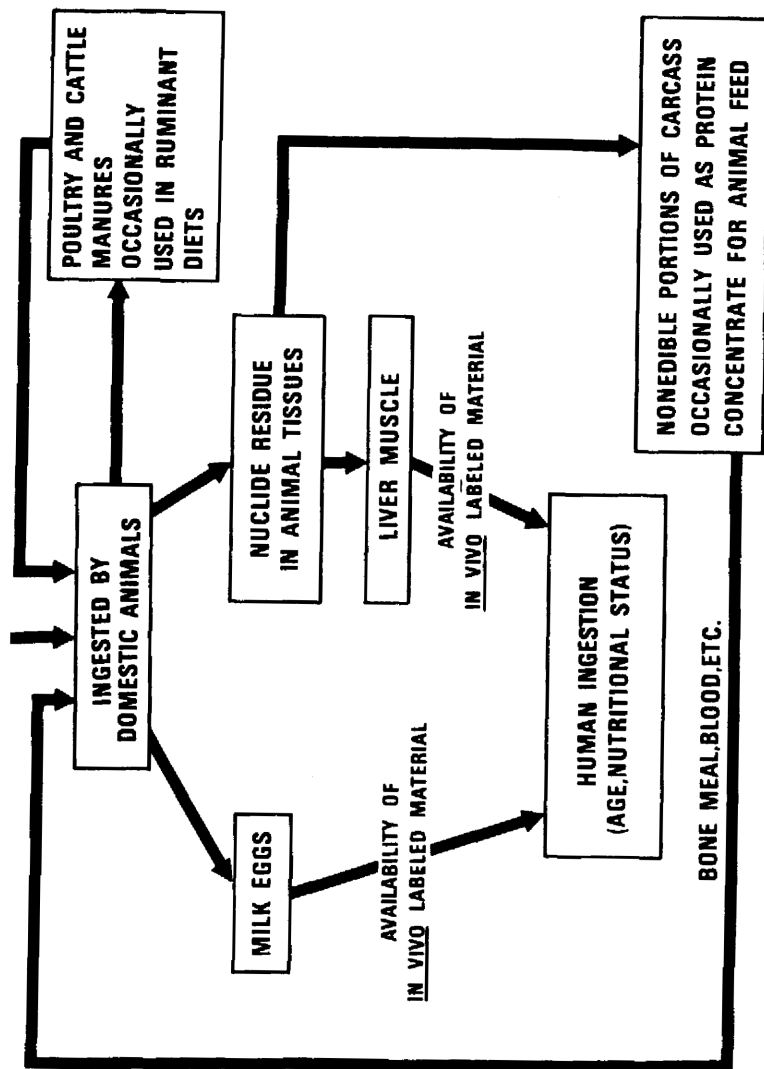 POULTRY AND CATTLE
MANURES
OCCASIONALLY
USED IN RUMINANT
DIETS
INGESTED BY
DOMESTIC ANIMALS
NUCLIDE RESIDUE
IN ANIMAL TISSUES
MILK EGGS
LIVER MUSCLE
AVAILABILITY OF
IN VIVO LABELED MATERIAL
AVAILABILITY OF
IN VIVO LABELED MATERIAL
HUMAN INGESTION
(AGE,NUTRITIONAL STATUS)
NONEDIBLE PORTIONS OF CARCASS
OCCASIONALLY USED AS PROTEIN
CONCENTRATE FOR ANIMAL FEED
BONE MEAL,BLOOD,ETC.